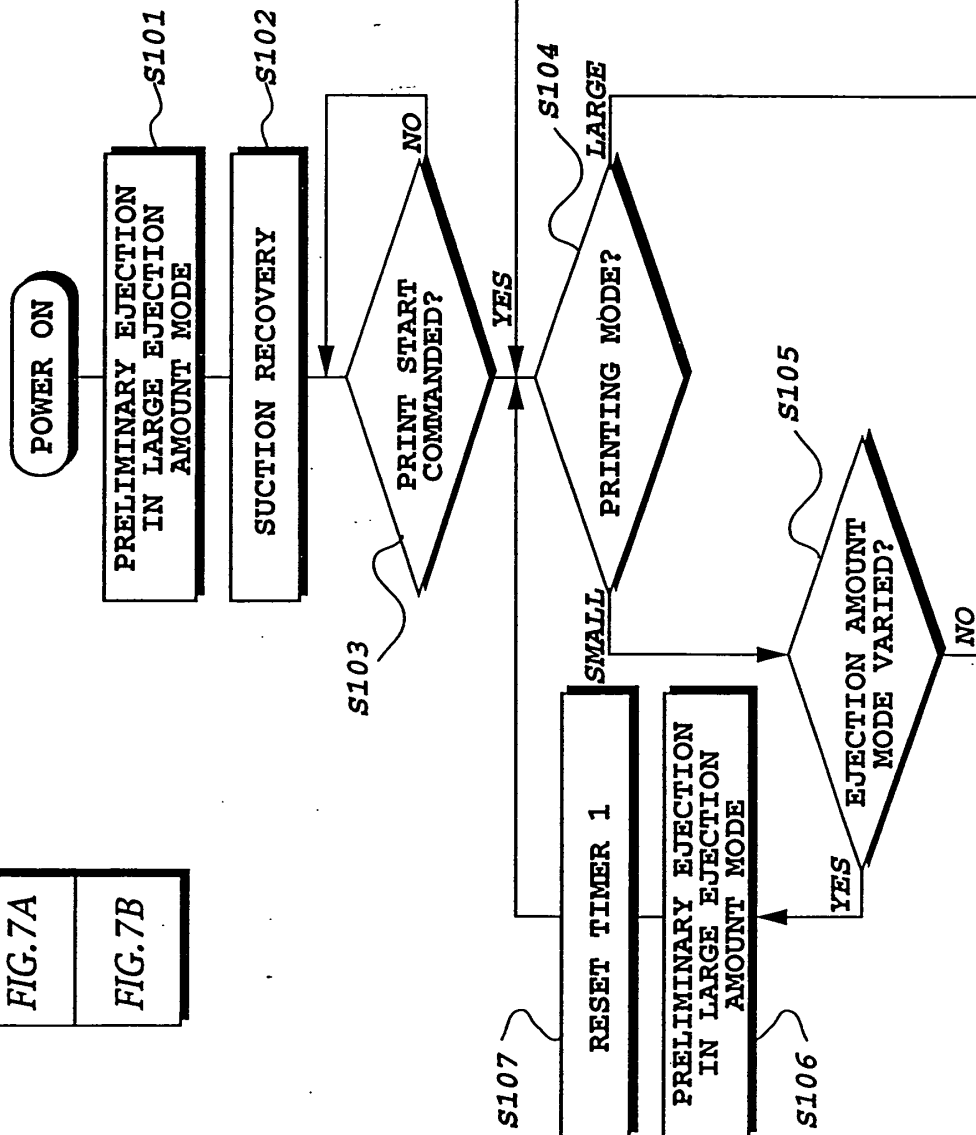 FIG.7A
FIG.7B
POWER ON
PRELIMINARY EJECTION
IN LARGE EJECTION
AMOUNT MODE
S101
SUCTION RECOVERY
S102
PRINT START
COMMANDED?
S103
NO
YES
PRINTING MODE?
S104
SMALL
LARGE
EJECTION AMOUNT
MODE VARIED?
S105
YES
NO
PRELIMINARY EJECTION
IN LARGE EJECTION
AMOUNT MODE
S106
RESET TIMER 1
S107